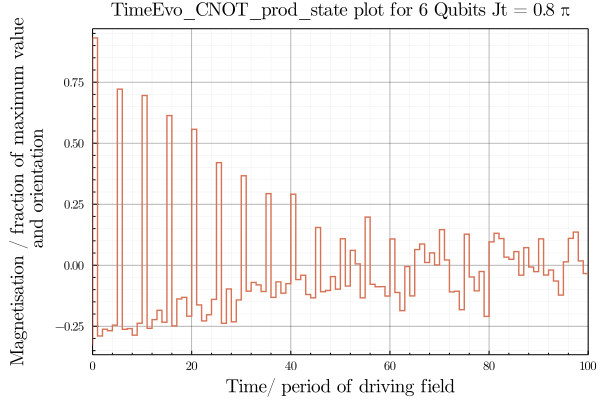 TimeEvo_CNOT_prod_state plot for 6 Qubits Jt = 0.8 π
Magnetisation / fraction of maximum value
and orientation
0.75
0.50
0.25
0.00
−0.25
0 20 40 60 80 100
Time/ period of driving field